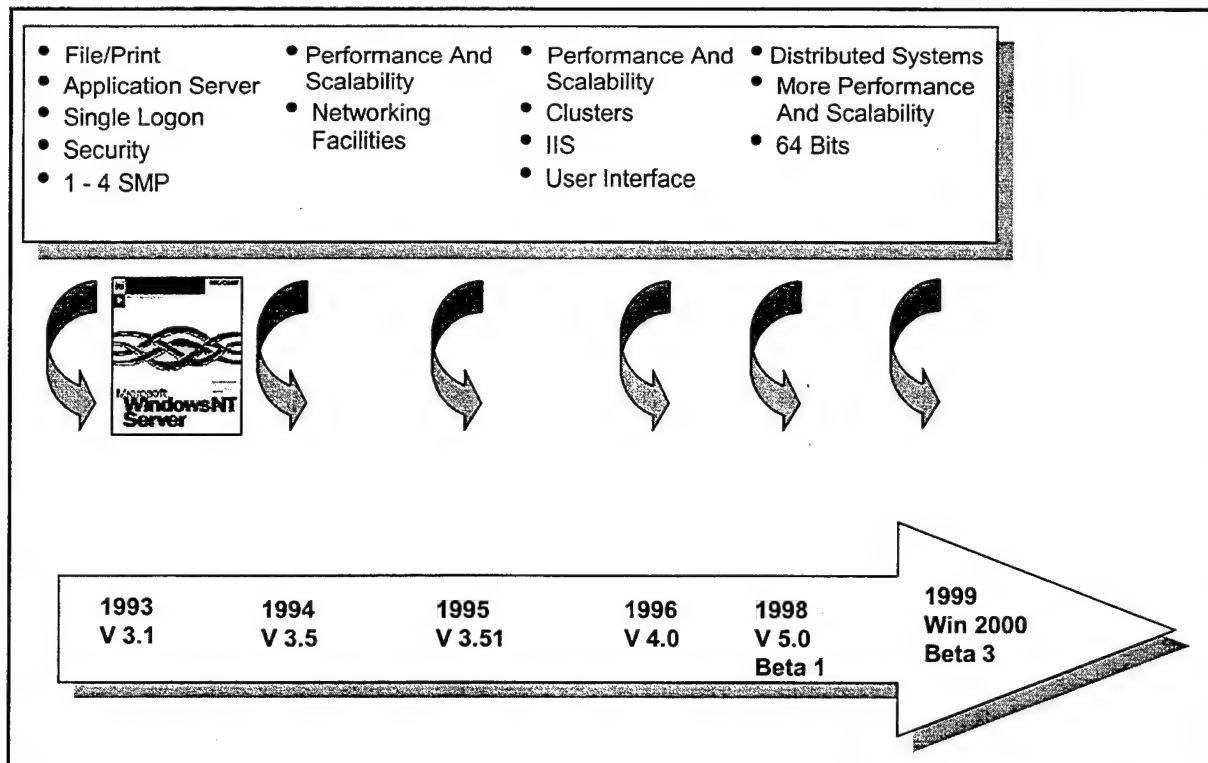 • File/Print
• Application Server
• Single Logon
• Security
• 1 - 4 SMP
• Performance And
Scalability
• Networking
Facilities
• Performance And
Scalability
• Clusters
• IIS
• User Interface
• Distributed Systems
• More Performance
And Scalability
• 64 Bits
Microsoft
WindowsNT
Server
1993
V 3.1
1994
V 3.5
1995
V 3.51
1996
V 4.0
1998
V 5.0
Beta 1
1999
Win 2000
Beta 3